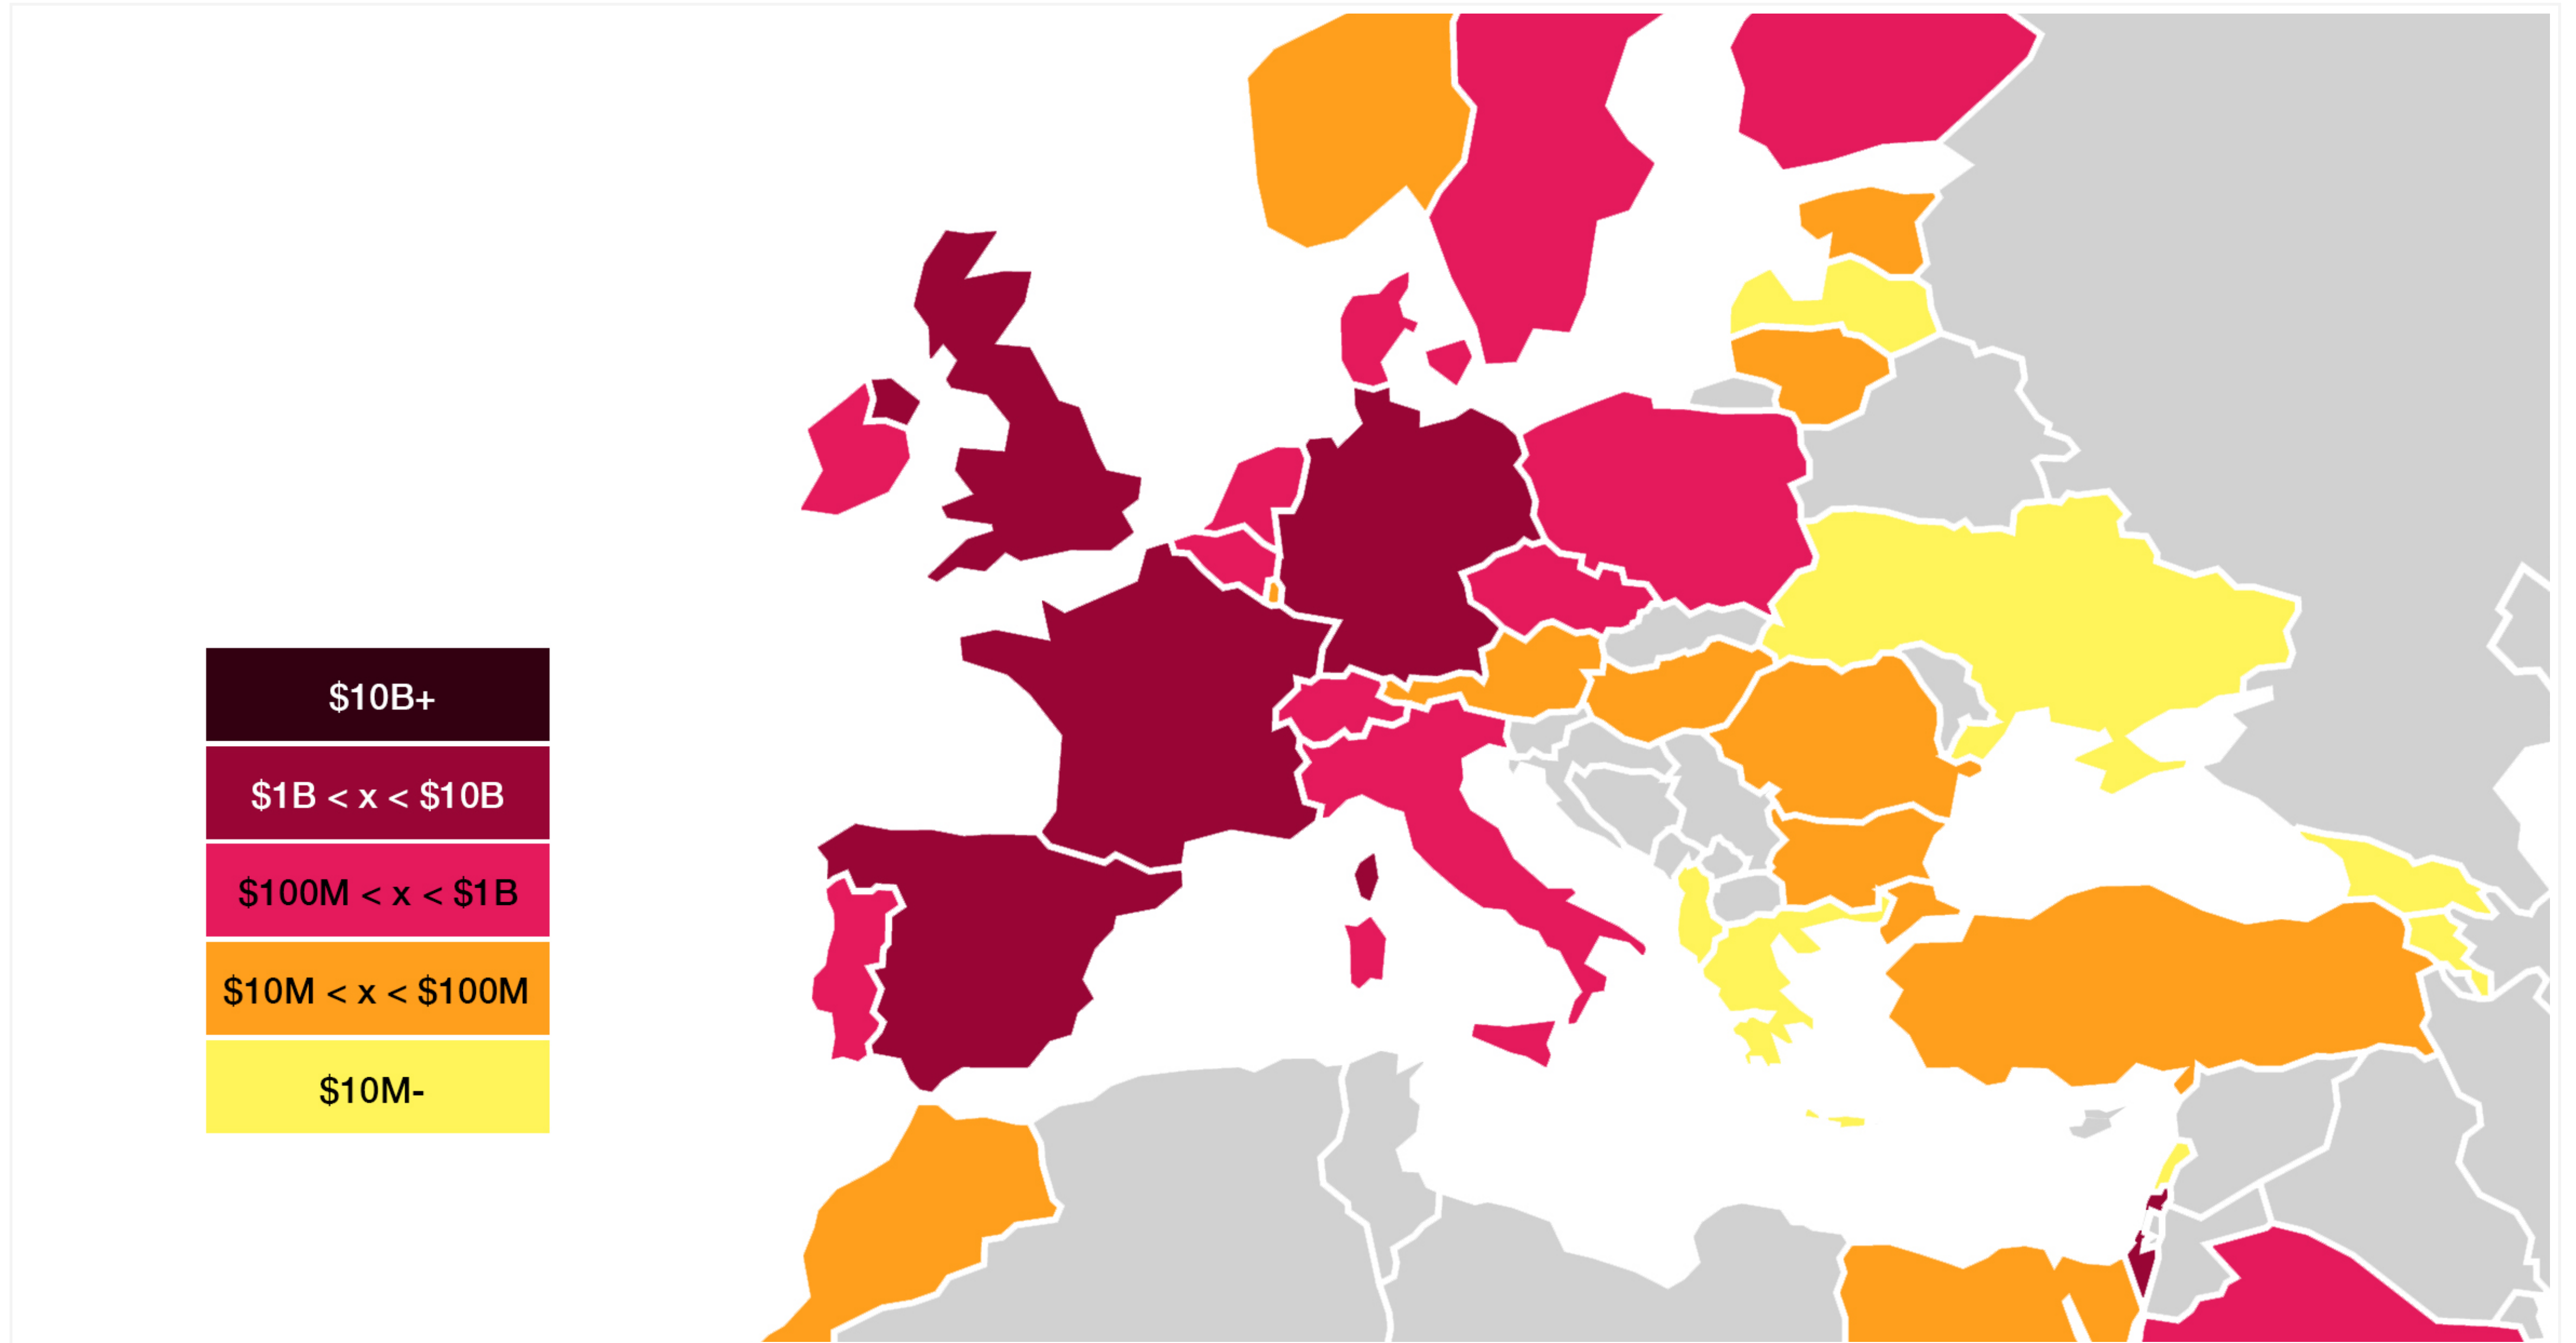 $10B+
$1B < x < $10B
$100M < x < $1B
$10M < x < $100M
$10M-